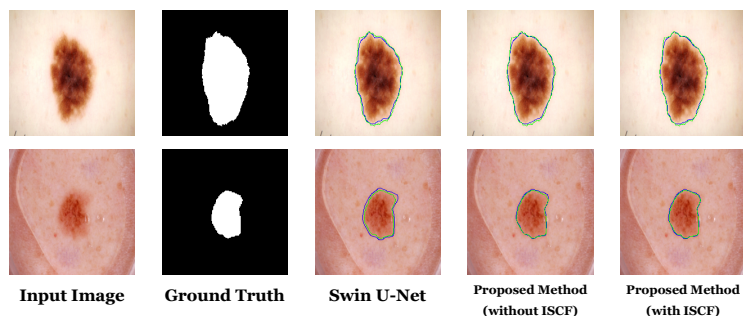 Input Image Ground Truth Swin U-Net Proposed Method Proposed Method
(without ISCF) (with ISCF)